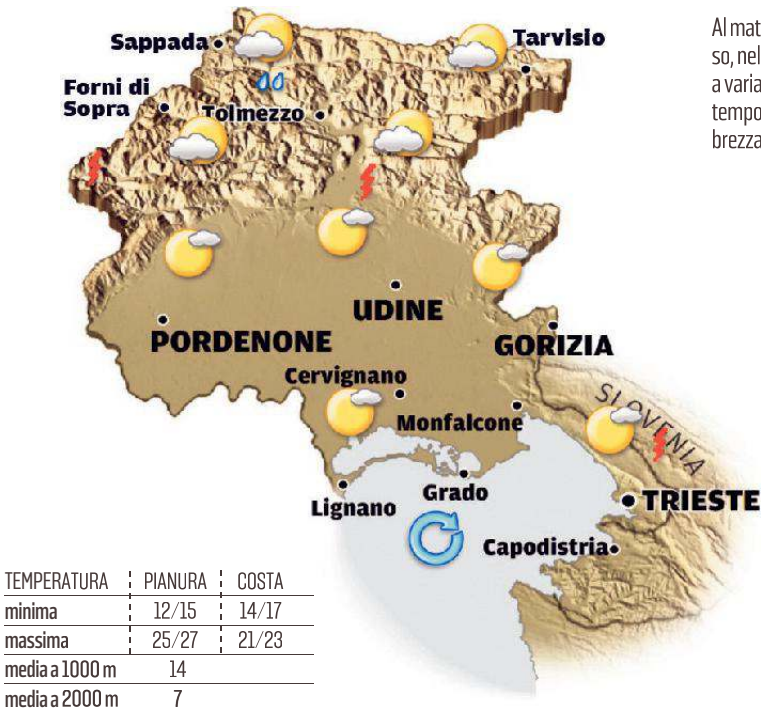 Sappada
Tarvisio
Forni di
Sopra
Tolmezzo
UDINE
PORDENONE
GORIZIA
Cervignano
Monfalcone
SLOVENIA
Lignano
Grado
TRIESTE
Capodistria
Al mat
so, nel
a varia
tempo
brezza
TEMPERATURA PIANURA COSTA
minima 12/15 14/17
massima 25/27 21/23
media a 1000 m 14
media a 2000 m 7